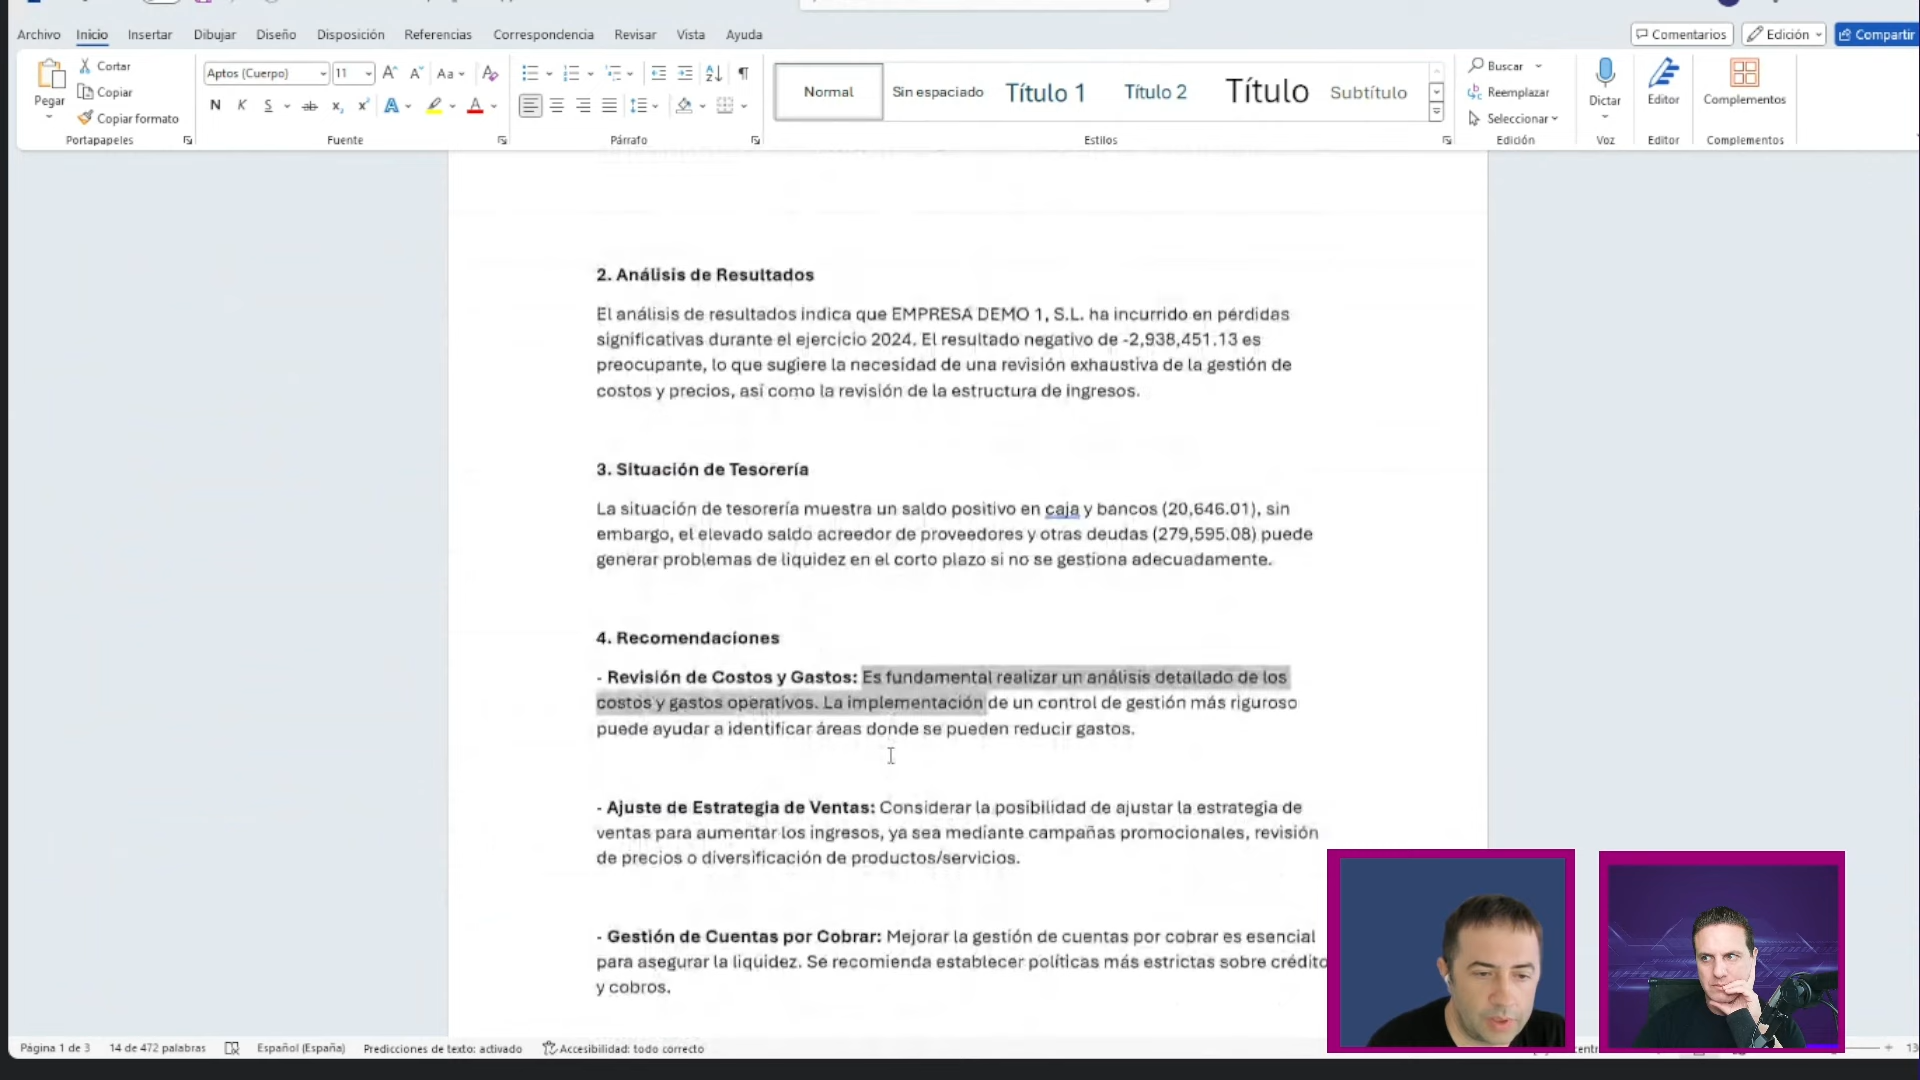 Archivo Inicio Insertar Dibujar Diseño Disposición Referencias Correspondencia Revisar Vista Ayuda Comentarios Edición Compartir
Pegar
Cortar
Copiar
Copiar formato
Portapapeles
Aptos (Cuerpo) 11 Aa
N K S ab x x A A
Fuente
Párrafo
Normal Sin espaciado Título 1 Título 2 Título Subtítulo
Estilos
Buscar
Reemplazar
Seleccionar
Edición
Dictar
Voz
Editor
Editor
Complementos
Complementos
2. Análisis de Resultados
El análisis de resultados indica que EMPRESA DEMO 1, S.L. ha incurrido en pérdidas
significativas durante el ejercicio 2024. El resultado negativo de -2,938,451.13 es
preocupante, lo que sugiere la necesidad de una revisión exhaustiva de la gestión de
costos y precios, así como la revisión de la estructura de ingresos.
3. Situación de Tesorería
La situación de tesorería muestra un saldo positivo en caja y bancos (20,646.01), sin
embargo, el elevado saldo acreedor de proveedores y otras deudas (279,595.08) puede
generar problemas de liquidez en el corto plazo si no se gestiona adecuadamente.
4. Recomendaciones
- Revisión de Costos y Gastos: Es fundamental realizar un análisis detallado de los
costos y gastos operativos. La implementación de un control de gestión más riguroso
puede ayudar a identificar áreas donde se pueden reducir gastos.
- Ajuste de Estrategia de Ventas: Considerar la posibilidad de ajustar la estrategia de
ventas para aumentar los ingresos, ya sea mediante campañas promocionales, revisión
de precios o diversificación de productos/servicios.
- Gestión de Cuentas por Cobrar: Mejorar la gestión de cuentas por cobrar es esencial
para asegurar la liquidez. Se recomienda establecer políticas más estrictas sobre crédito
y cobros.
Página 1 de 3 14 de 472 palabras Español (España) Predicciones de texto: activado Accesibilidad: todo correcto